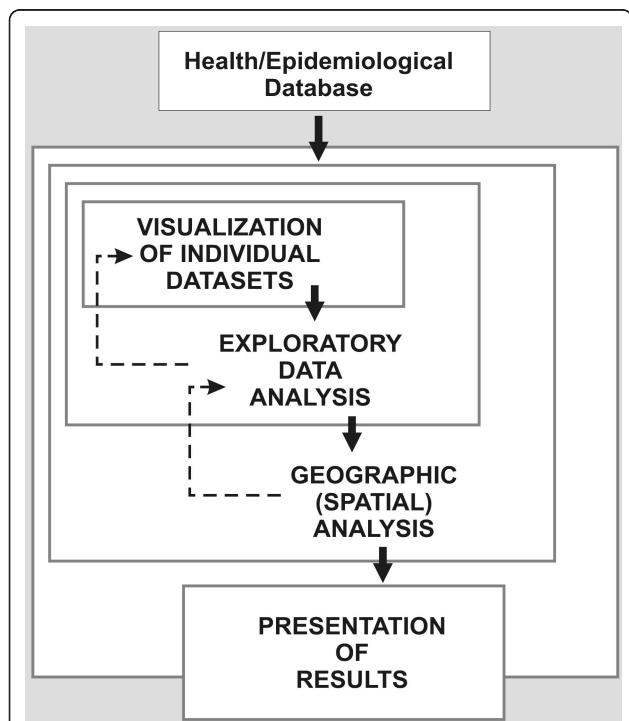 Health/Epidemiological
Database
VISUALIZATION
OF INDIVIDUAL
DATASETS
EXPLORATORY
DATA
ANALYSIS
GEOGRAPHIC
(SPATIAL)
ANALYSIS
PRESENTATION
OF
RESULTS